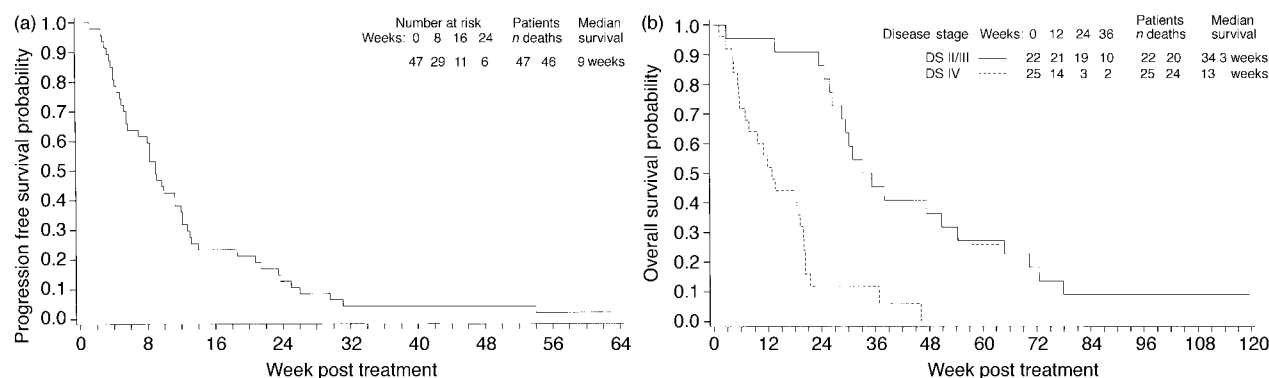 (a)
Number at risk Patients Median
Weeks: 0 8 16 24 n deaths survival
47 29 11 6 47 46 9 weeks
Progression free survival probability
1.0
0.9
0.8
0.7
0.6
0.5
0.4
0.3
0.2
0.1
0.0
0 8 16 24 32 40 48 56 64
Week post treatment
(b)
Patients Median
Disease stage Weeks: 0 12 24 36 n deaths survival
DS II/III 22 21 19 10 22 20 34.3 weeks
DS IV 25 14 3 2 25 24 13 weeks
Overall survival probability
1.0
0.9
0.8
0.7
0.6
0.5
0.4
0.3
0.2
0.1
0.0
0 12 24 36 48 60 72 84 96 108 120
Week post treatment